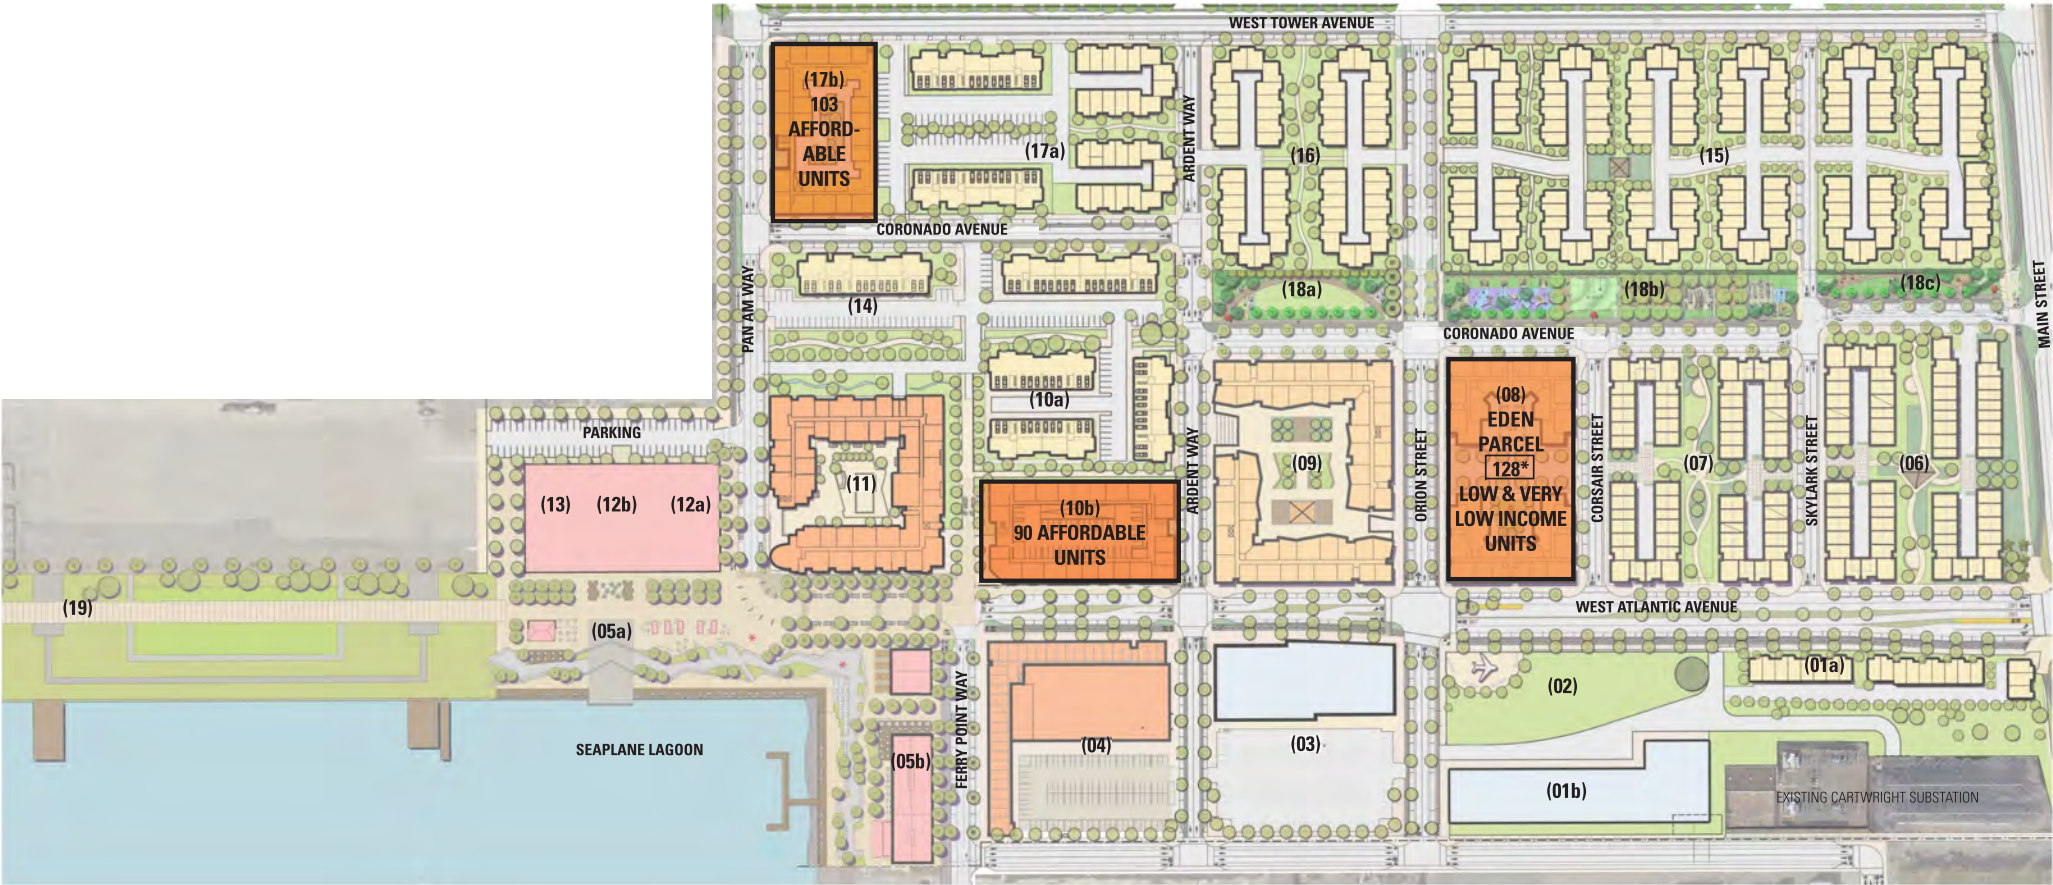 WEST TOWER AVENUE
(17b)
103
AFFORD-
ABLE
UNITS
(17a)
ARDENT WAY
(16)
(15)
CORONADO AVENUE
PAN AM WAY
(14)
(18a)
(18b)
(18c)
MAIN STREET
CORONADO AVENUE
(10a)
PARKING
(13) (12b) (12a)
(11)
(10b)
90 AFFORDABLE
UNITS
ARDENT WAY
(09)
ORION STREET
(08)
EDEN
PARCEL
128*
LOW & VERY
LOW INCOME
UNITS
CORSAIR STREET
(07)
SKYLARK STREET
(06)
(19)
(05a)
WEST ATLANTIC AVENUE
SEAPLANE LAGOON
(05b)
FERRY POINT WAY
(04)
(03)
(02)
(01a)
(01b)
EXISTING CARTWRIGHT SUBSTATION